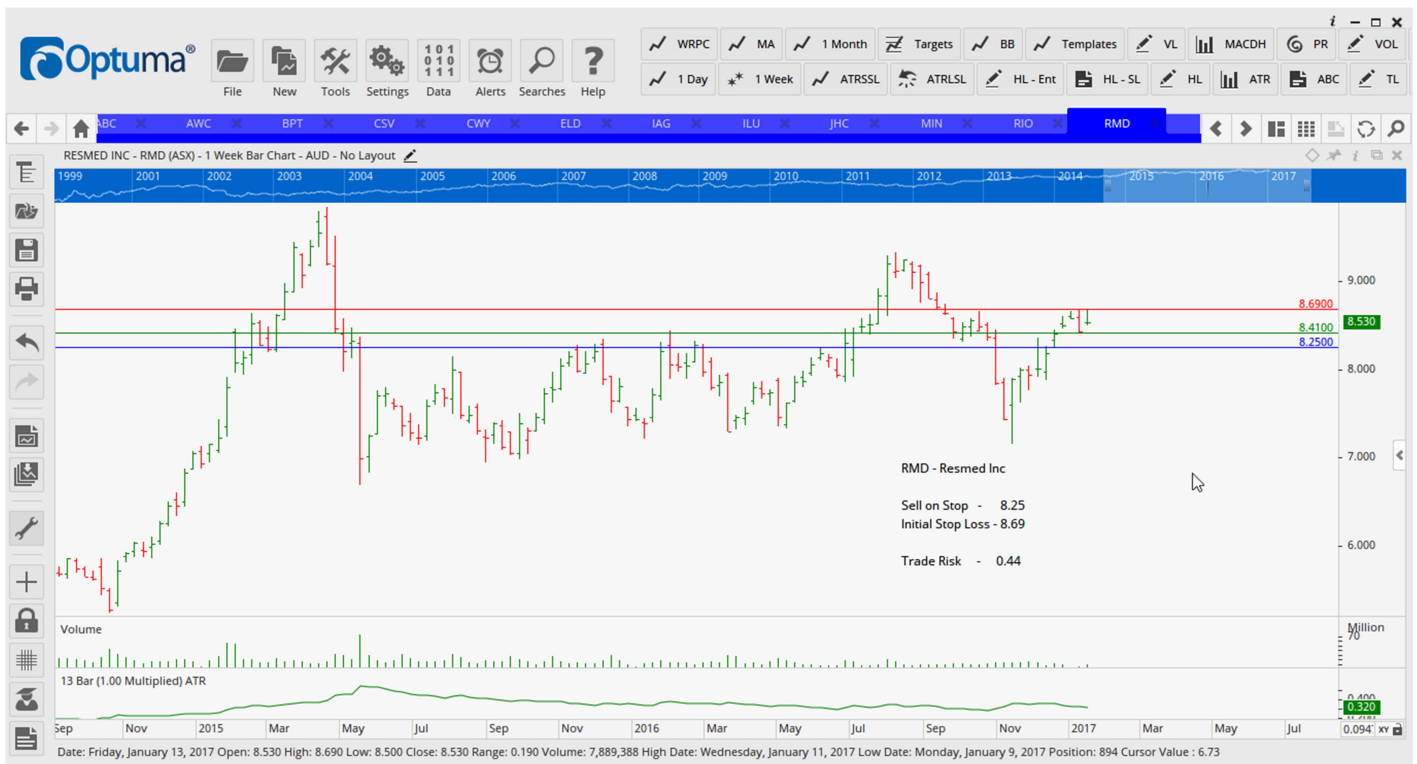 i
Optuma®
WRPC MA 1 Month Targets BB Templates VL MACDH PR VOL
1 Day 1 Week ATRSSL ATRLSL HL - Ent HL - SL HL ATR ABC TL
File New Tools Settings Data Alerts Searches Help
ABC AWC BPT CSV CWY ELD IAG ILU JHC MIN RIO RMD
RESMED INC - RMD (ASX) - 1 Week Bar Chart - AUD - No Layout
1999 2001 2002 2003 2004 2005 2006 2007 2008 2009 2010 2011 2012 2013 2014 2015 2016 2017
9.000
8.6900
8.530
8.4100
8.2500
8.000
7.000
RMD - Resmed Inc
Sell on Stop - 8.25
Initial Stop Loss - 8.69
6.000
Trade Risk - 0.44
Volume
Million
70
13 Bar (1.00 Multiplied) ATR
0.400
0.320
Sep Nov 2015 Mar May Jul Sep Nov 2016 Mar May Jul Sep Nov 2017 Mar May Jul 0.094 XY
Date: Friday, January 13, 2017 Open: 8.530 High: 8.690 Low: 8.500 Close: 8.530 Range: 0.190 Volume: 7,889,388 High Date: Wednesday, January 11, 2017 Low Date: Monday, January 9, 2017 Position: 894 Cursor Value : 6.73